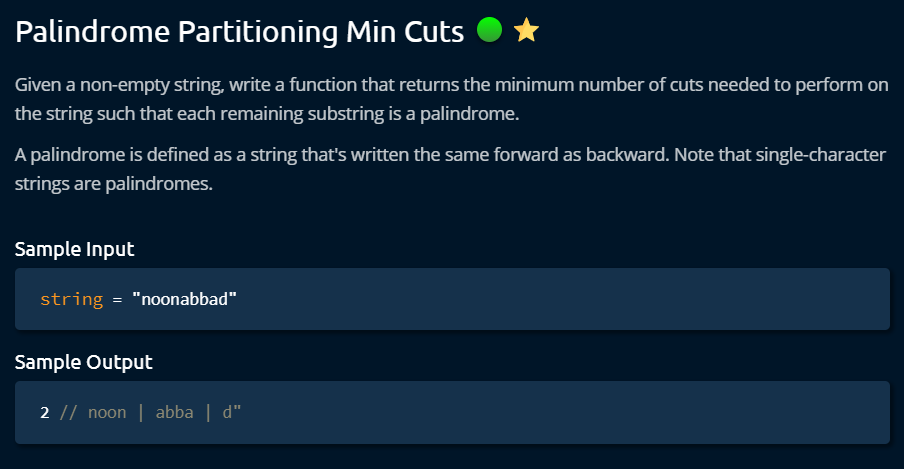 Palindrome Partitioning Min Cuts
Given a non-empty string, write a function that returns the minimum number of cuts needed to perform on
the string such that each remaining substring is a palindrome.
A palindrome is defined as a string that's written the same forward as backward. Note that single-character
strings are palindromes.
Sample Input
string = "noonabbad"
Sample Output
2 // noon | abba | d"